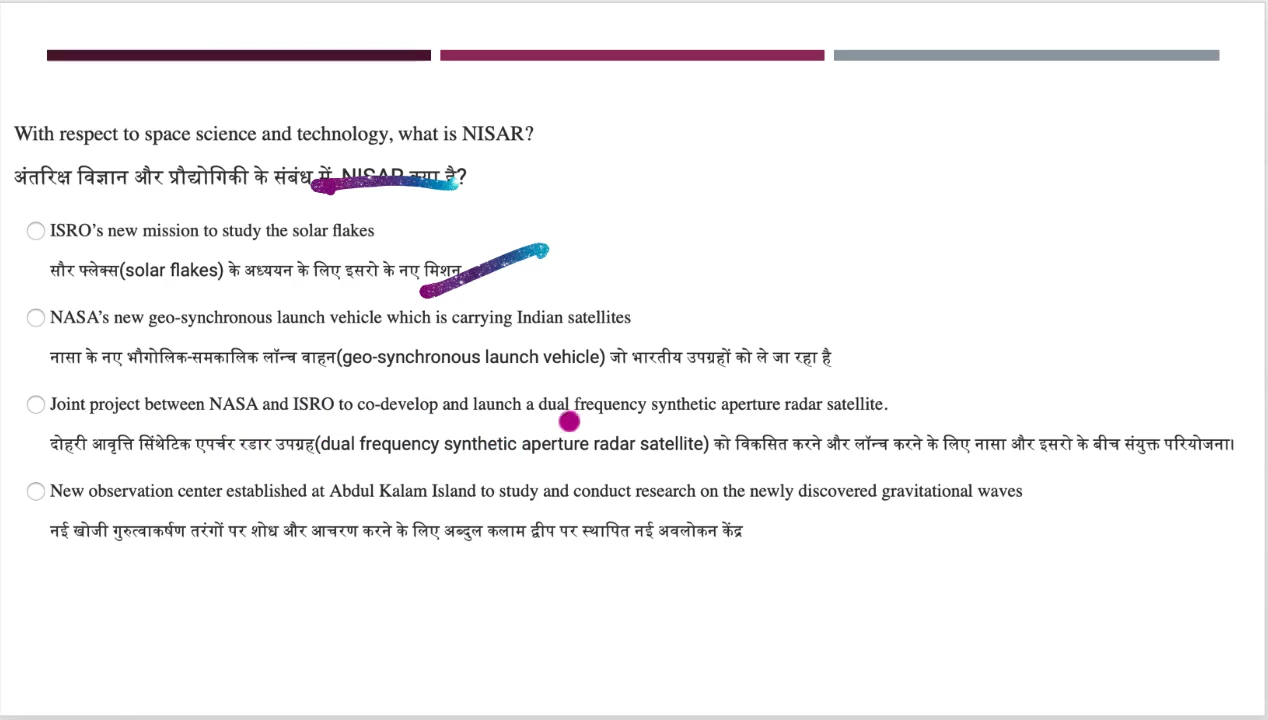 With respect to space science and technology, what is NISAR?
अंतरिक्ष विज्ञान और प्रौद्योगिकी के संबंध में NISAR क्या है?
ISRO’s new mission to study the solar flakes
सौर फ्लेक्स(solar flakes) के अध्ययन के लिए इसरो के नए मिशन
NASA’s new geo-synchronous launch vehicle which is carrying Indian satellites
नासा के नए भौगोलिक-समकालिक लॉन्च वाहन(geo-synchronous launch vehicle) जो भारतीय उपग्रहों को ले जा रहा है
Joint project between NASA and ISRO to co-develop and launch a dual frequency synthetic aperture radar satellite.
दोहरी आवृत्ति सिंथेटिक एपर्चर रडार उपग्रह(dual frequency synthetic aperture radar satellite) को विकसित करने और लॉन्च करने के लिए नासा और इसरो के बीच संयुक्त परियोजना।
New observation center established at Abdul Kalam Island to study and conduct research on the newly discovered gravitational waves
नई खोजी गुरुत्वाकर्षण तरंगों पर शोध और आचरण करने के लिए अब्दुल कलाम द्वीप पर स्थापित नई अवलोकन केंद्र